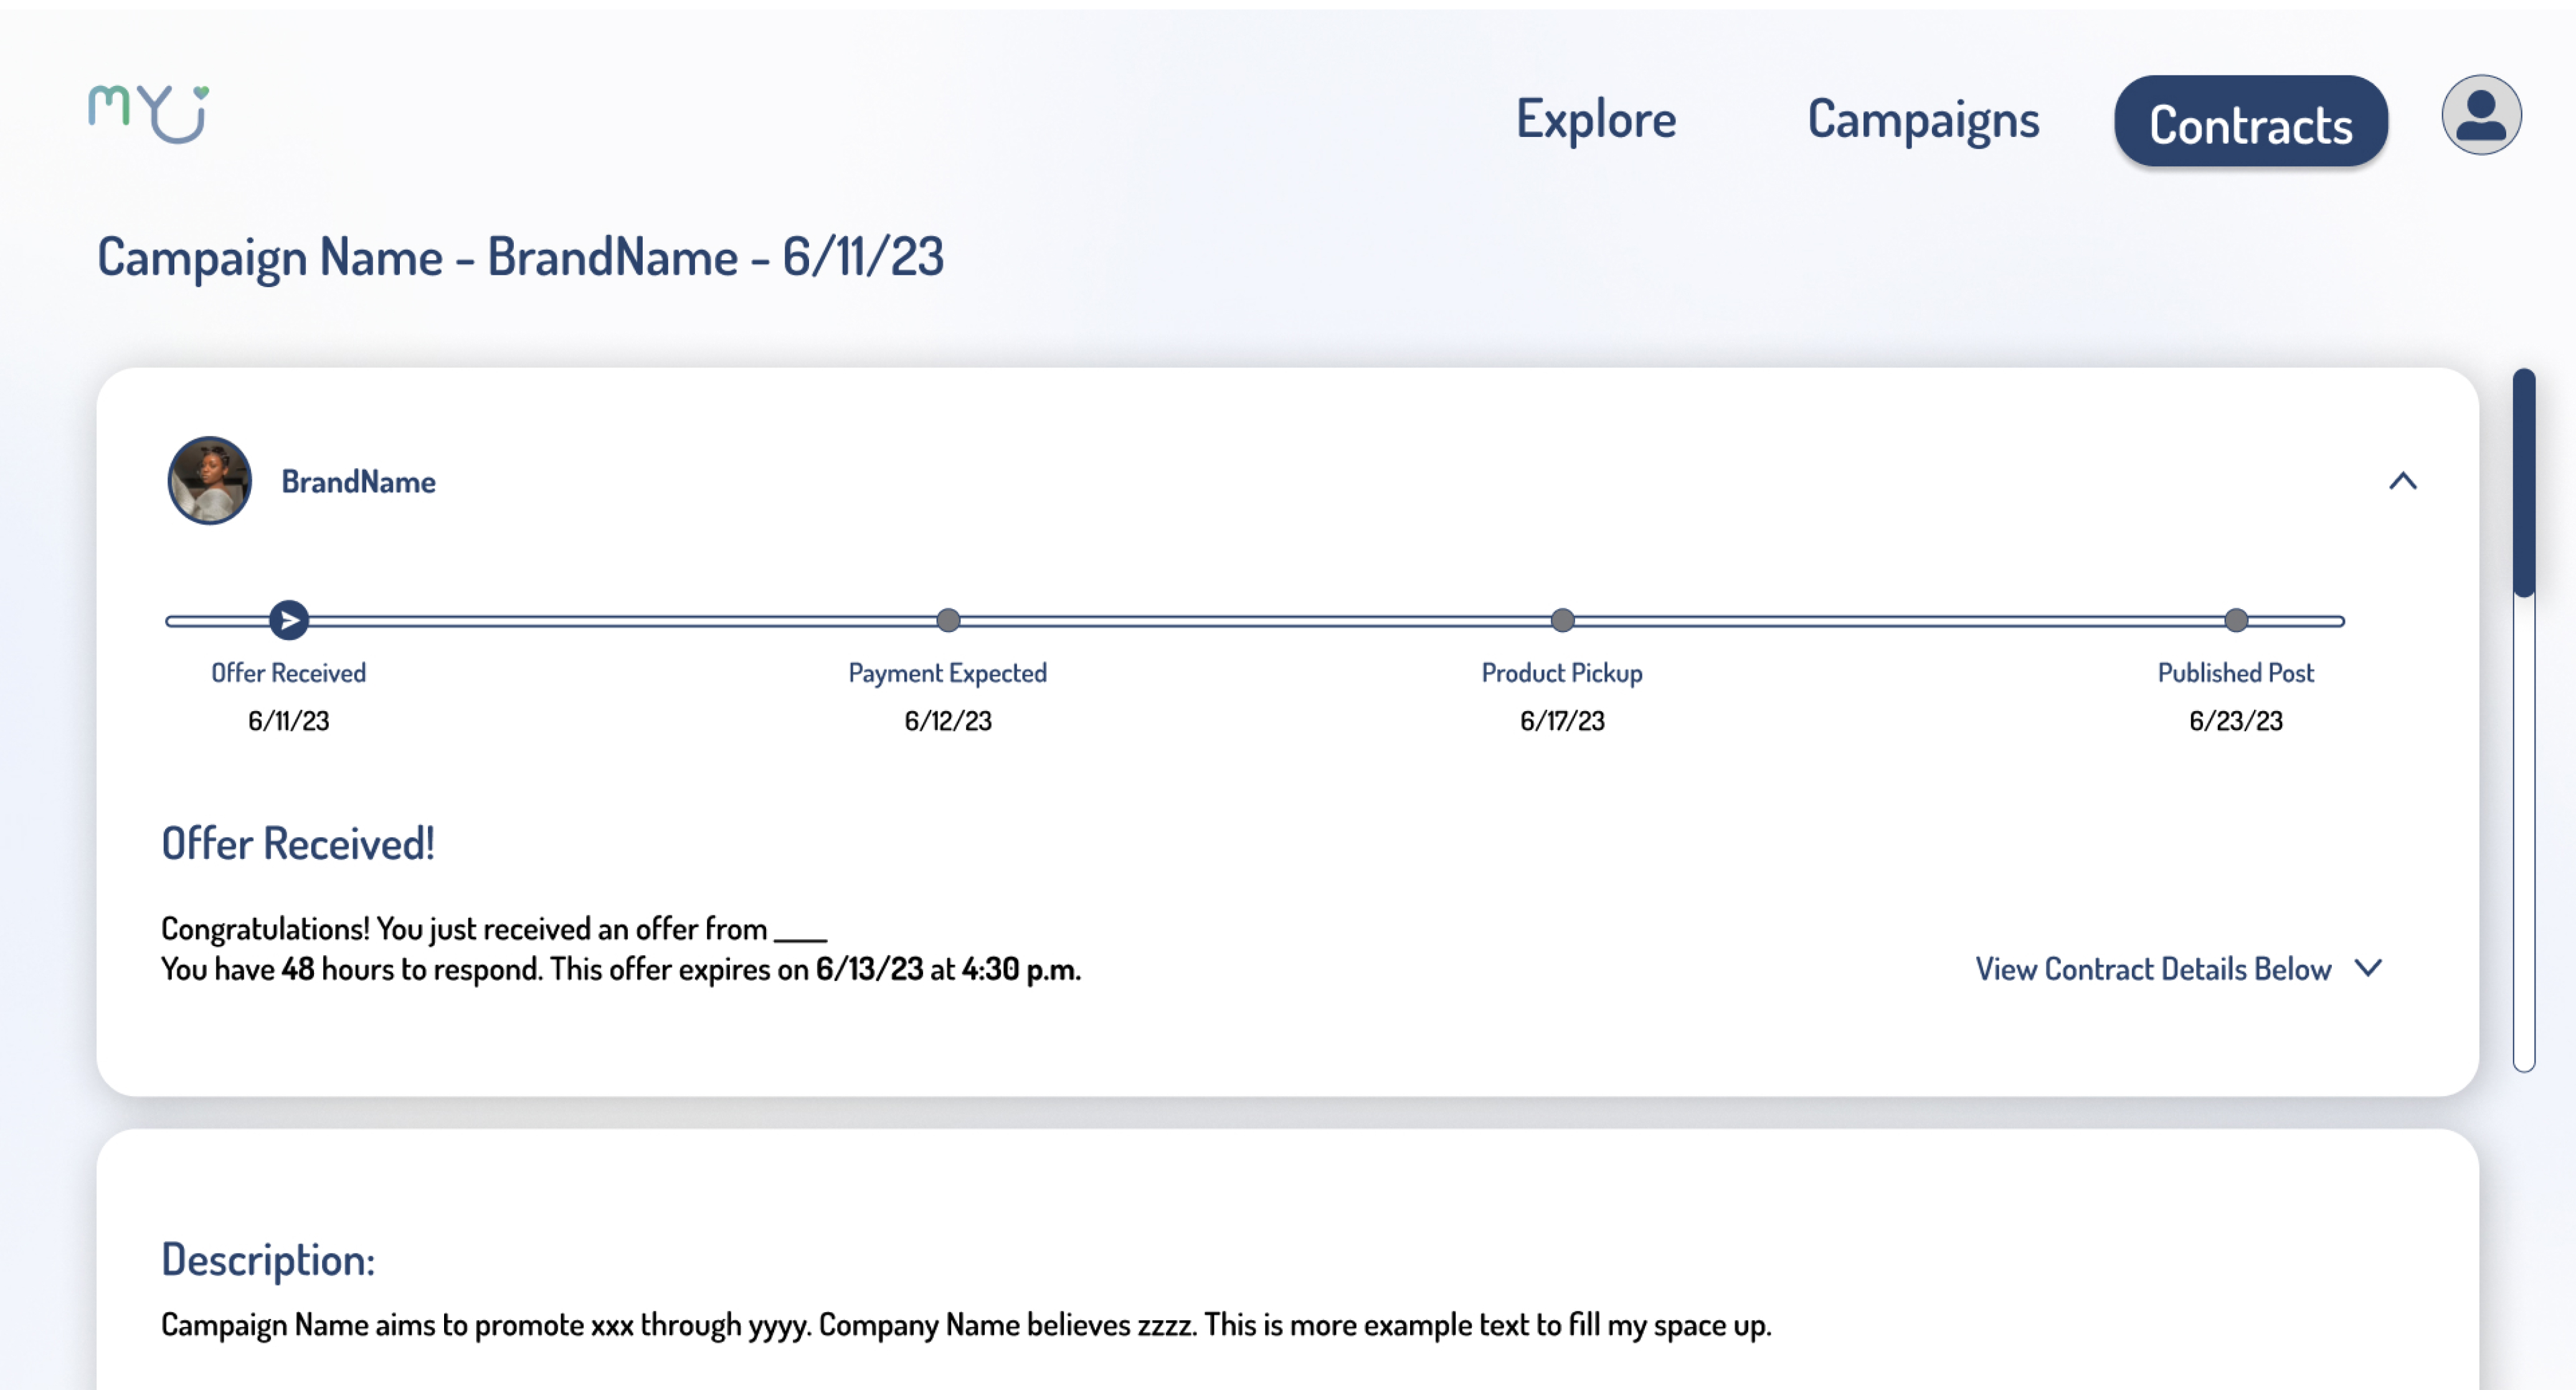 myU
Explore Campaigns Contracts
Campaign Name - BrandName - 6/11/23
BrandName
Offer Received Payment Expected Product Pickup Published Post
6/11/23 6/12/23 6/17/23 6/23/23
Offer Received!
Congratulations! You just received an offer from ____
You have 48 hours to respond. This offer expires on 6/13/23 at 4:30 p.m.
View Contract Details Below
Description:
Campaign Name aims to promote xxx through yyyy. Company Name believes zzzz. This is more example text to fill my space up.